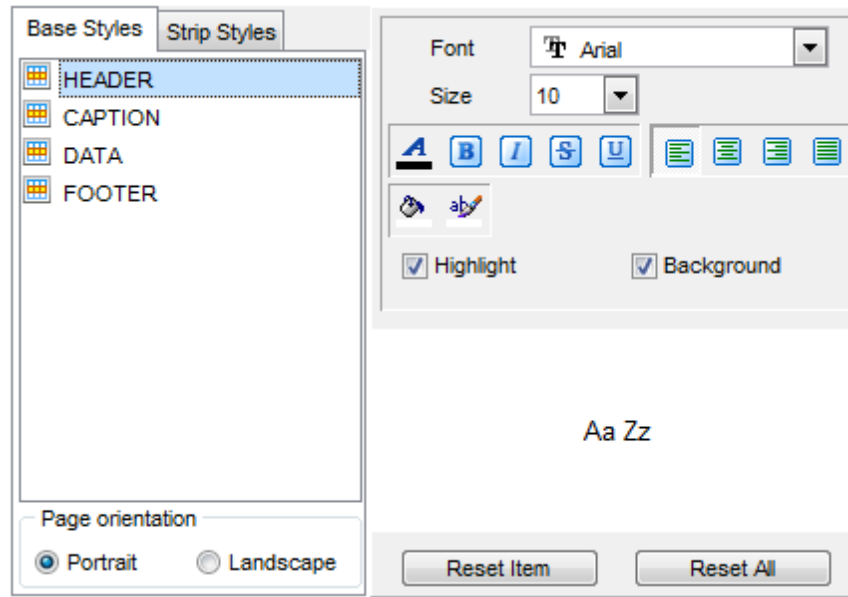 Base Styles
Strip Styles
HEADER
CAPTION
DATA
FOOTER
Page orientation
Portrait
Landscape
Font
Arial
Size
10
A B I S U
ab
Highlight
Background
Aa Zz
Reset Item
Reset All